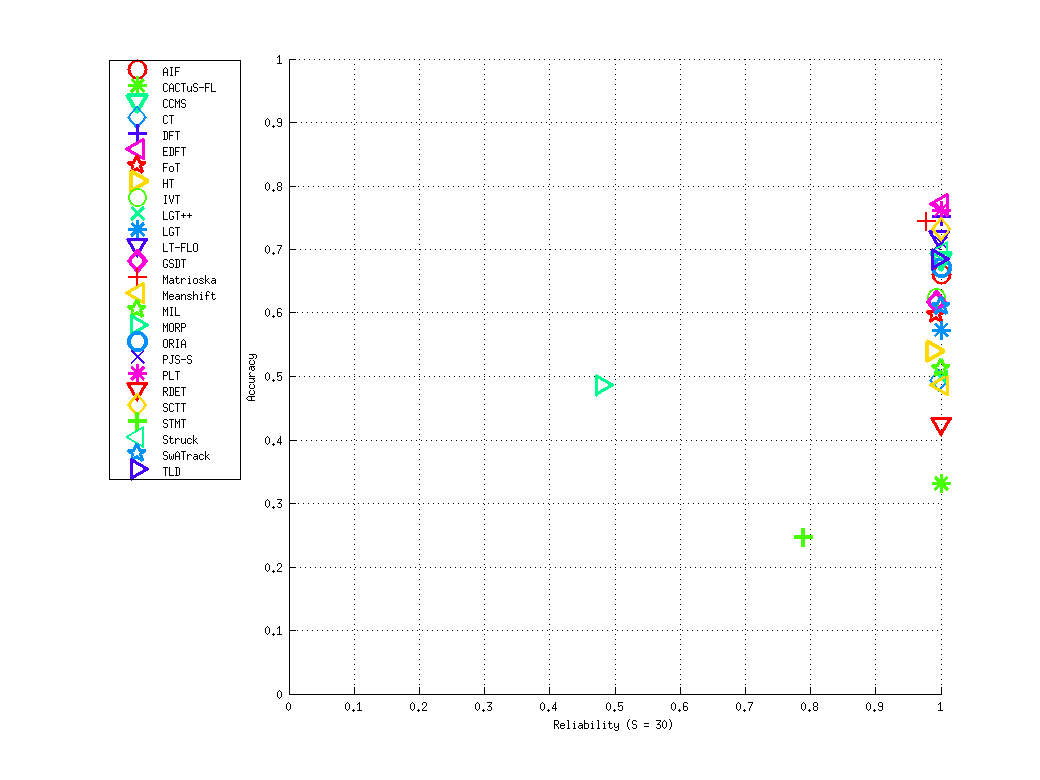 AIF
CACTuS-FL
CCMS
CT
DFT
EDFT
FoT
HT
IVT
LGT++
LGT
LT-FLO
GSDT
Matrioska
Meanshift
MIL
MORP
ORIA
PJS-S
PLT
RDET
SCTT
STMT
Struck
SwATrack
TLD
1
0.9
0.8
0.7
0.6
0.5
0.4
0.3
0.2
0.1
0
Accuracy
0 0.1 0.2 0.3 0.4 0.5 0.6 0.7 0.8 0.9 1
Reliability (S = 30)